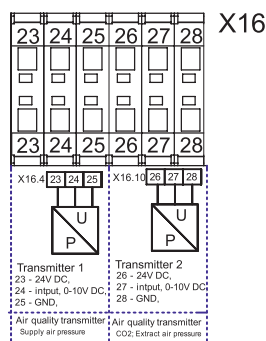 X16
23 24 25 26 27 28
23 24 25 26 27 28
X16.4 23 24 25
X16.10 26 27 28
U
P
U
P
Transmitter 1
23 - 24V DC,
24 - intput, 0-10V DC,
25 - GND,
Transmitter 2
26 - 24V DC,
27 - intput, 0-10V DC
28 - GND,
Air quality transmitter
Supply air pressure
Air quality transmitter
CO2; Extract air pressure